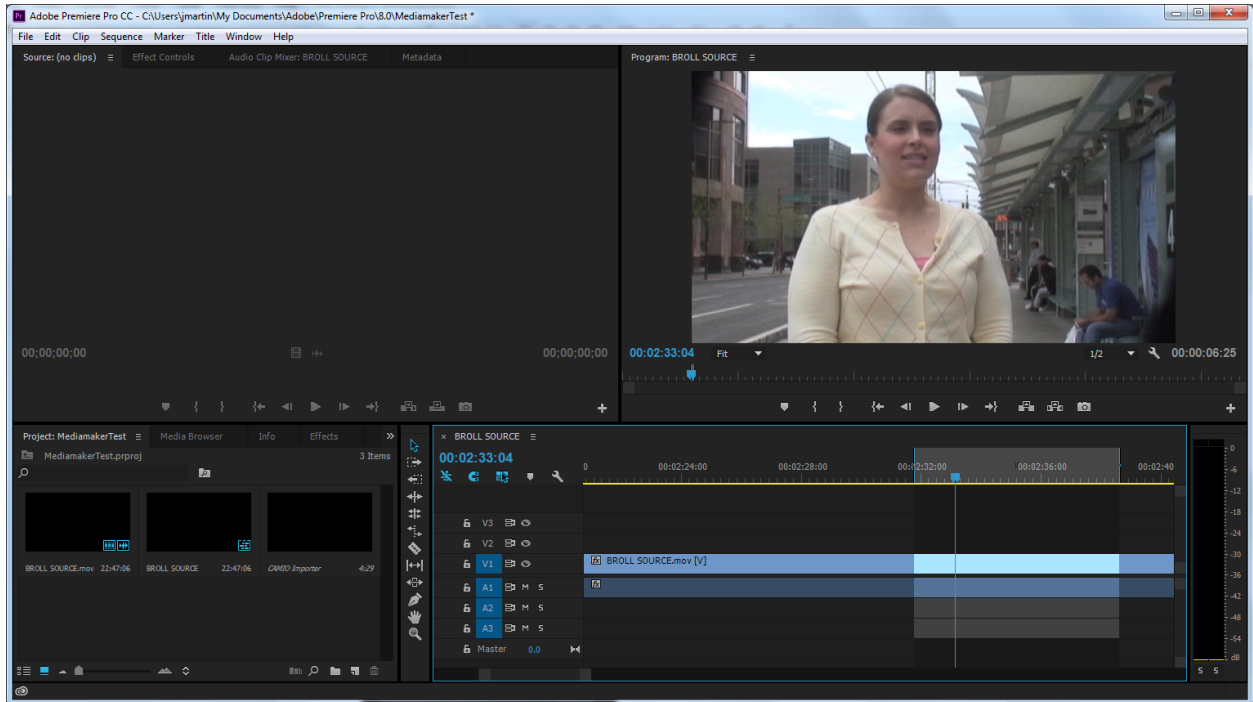 Pr Adobe Premiere Pro CC - C:\Users\jmartin\My Documents\Adobe\Premiere Pro\8.0\MediamakerTest *
File Edit Clip Sequence Marker Title Window Help
Source: (no clips) Effect Controls Audio Clip Mixer: BROLL SOURCE Metadata
Program: BROLL SOURCE
00;00;00;00 00;00;00;00
00:02:33:04 Fit 1/2 00:00:06:25
Project: MediamakerTest Media Browser Info Effects »
MediamakerTest.prproj 3 Items
BROLL SOURCE.mov 22:47:06 BROLL SOURCE 22:47:06 CAMIO Importer 4;29
× BROLL SOURCE
00:02:33:04
0 00:02:24:00 00:02:28:00 00:02:32:00 00:02:36:00 00:02:40
V3
V2
V1 fx BROLL SOURCE.mov [V]
A1 M S fx
A2 M S
A3 M S
Master 0.0
0
-6
-12
-18
-24
-30
-36
-42
-48
-54
dB
S S